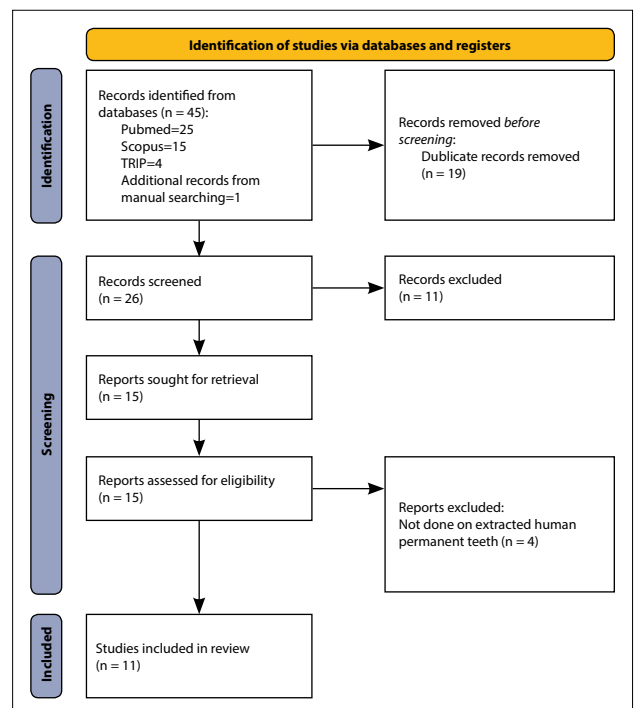 Identification of studies via databases and registers
Identification
Records identified from
databases (n = 45):
Pubmed=25
Scopus=15
TRIP=4
Additional records from
manual searching=1
Records removed before
screening:
Dublicate records removed
(n = 19)
Screening
Records screened
(n = 26)
Records excluded
(n = 11)
Reports sought for retrieval
(n = 15)
Reports assessed for eligibility
(n = 15)
Reports excluded:
Not done on extracted human
permanent teeth (n = 4)
Included
Studies included in review
(n = 11)